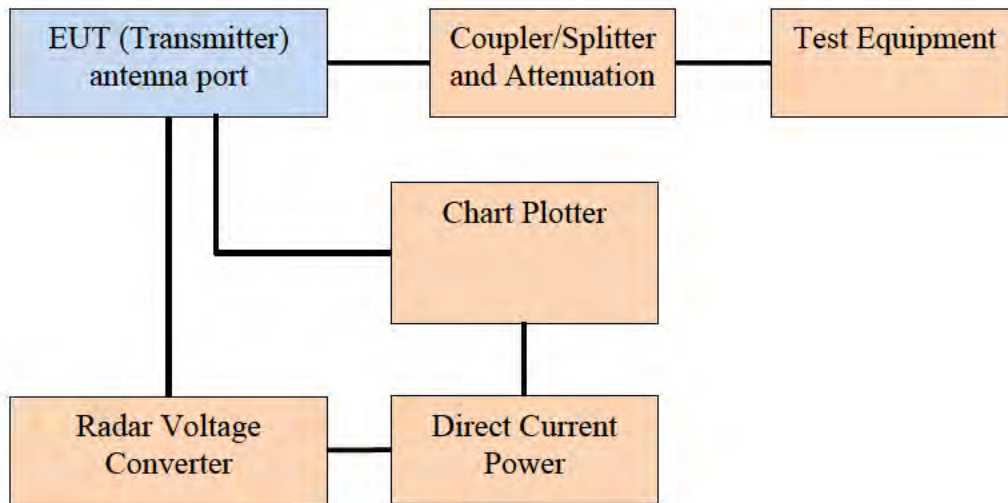 EUT (Transmitter)
antenna port
Coupler/Splitter
and Attenuation
Test Equipment
Chart Plotter
Radar Voltage
Converter
Direct Current
Power